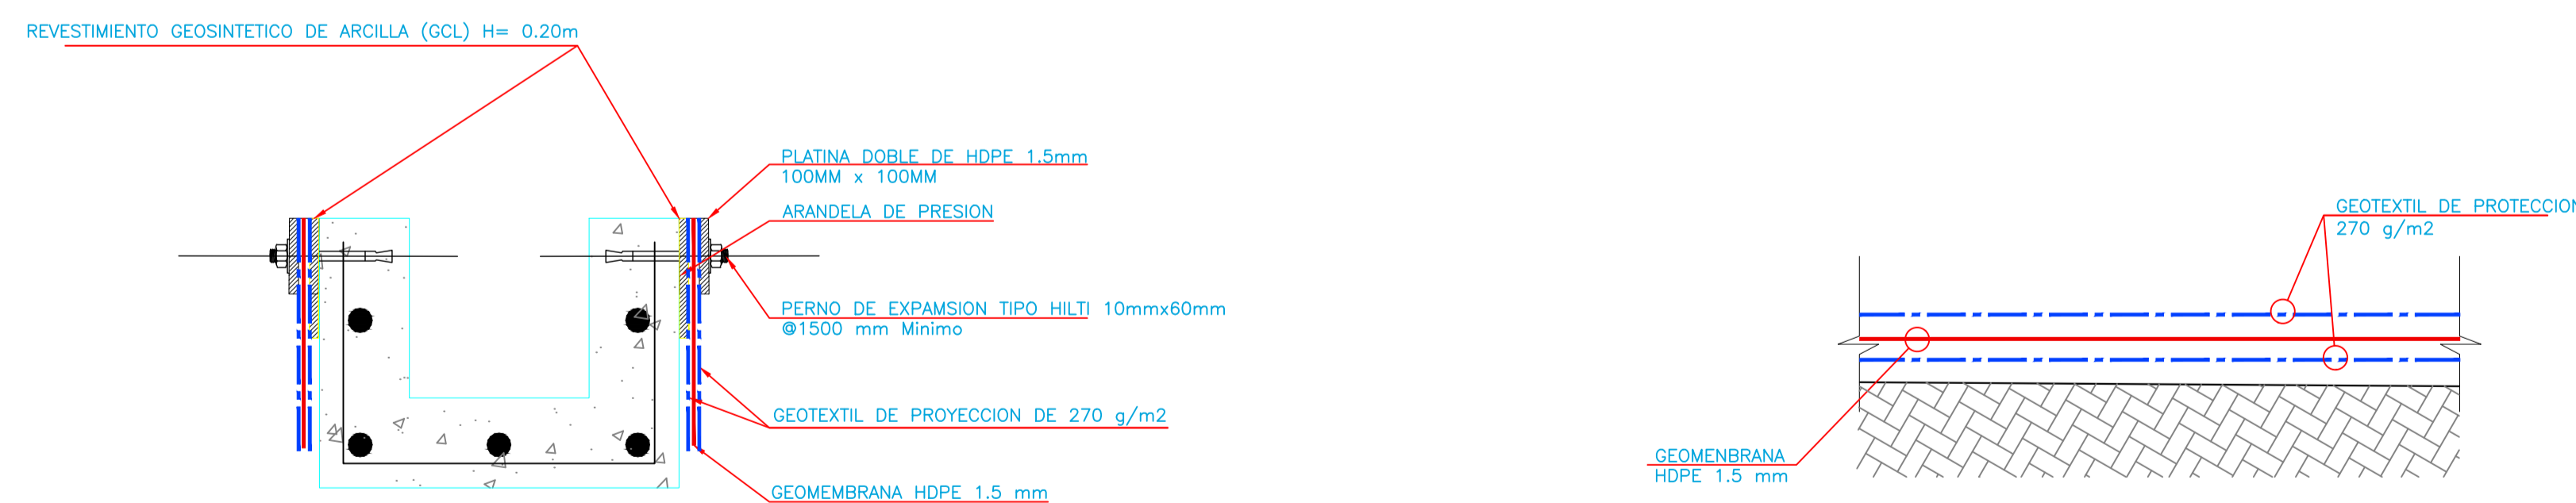 REVESTIMIENTO GEOSINTETICO DE ARCILLA (GCL) H= 0.20m
PLATINA DOBLE DE HDPE 1.5mm
100MM x 100MM
ARANDELA DE PRESION
PERNO DE EXPAMSION TIPO HILTI 10mmx60mm
@1500 mm Minimo
GEOTEXTIL DE PROYECCION DE 270 g/m2
GEOMEMBRANA HDPE 1.5 mm
GEOTEXTIL DE PROTECCION
270 g/m2
GEOMENBRANA
HDPE 1.5 mm